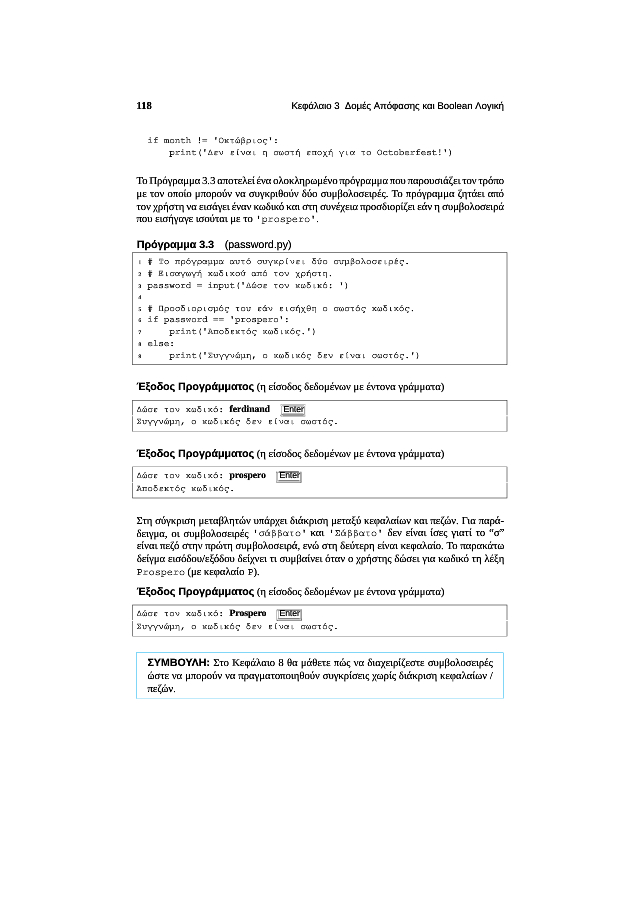 118 Κεφάλαιο 3 Δομές Απόφασης και Boolean Λογική
if month != 'Οκτώβριος':
print('Δεν είναι η σωστή εποχή για το Octoberfest!')
Το Πρόγραμμα 3.3 αποτελεί ένα ολοκληρωμένο πρόγραμμα που παρουσιάζει τον τρόπο
με τον οποίο μπορούν να συγκριθούν δύο συμβολοσειρές. Το πρόγραμμα ζητάει από
τον χρήστη να εισάγει έναν κωδικό και στη συνέχεια προσδιορίζει εάν η συμβολοσειρά
που εισήγαγε ισούται με το 'prospero'.
Πρόγραμμα 3.3 (password.py)
1 # Το πρόγραμμα αυτό συγκρίνει δύο συμβολοσειρές.
2 # Εισαγωγή κωδικού από τον χρήστη.
3 password = input('Δώσε τον κωδικό: ')
4
5 # Προσδιορισμός του εάν εισήχθη ο σωστός κωδικός.
6 if password == 'prospero':
7 print('Αποδεκτός κωδικός.')
8 else:
9 print('Συγγνώμη, ο κωδικός δεν είναι σωστός.')
Έξοδος Προγράμματος (η είσοδος δεδομένων με έντονα γράμματα)
Δώσε τον κωδικό: ferdinand Enter
Συγγνώμη, ο κωδικός δεν είναι σωστός.
Έξοδος Προγράμματος (η είσοδος δεδομένων με έντονα γράμματα)
Δώσε τον κωδικό: prospero Enter
Αποδεκτός κωδικός.
Στη σύγκριση μεταβλητών υπάρχει διάκριση μεταξύ κεφαλαίων και πεζών. Για παρά-
δειγμα, οι συμβολοσειρές 'σάββατο' και 'Σάββατο' δεν είναι ίσες γιατί το "σ"
είναι πεζό στην πρώτη συμβολοσειρά, ενώ στη δεύτερη είναι κεφαλαίο. Το παρακάτω
δείγμα εισόδου/εξόδου δείχνει τι συμβαίνει όταν ο χρήστης δώσει για κωδικό τη λέξη
Prospero (με κεφαλαίο P).
Έξοδος Προγράμματος (η είσοδος δεδομένων με έντονα γράμματα)
Δώσε τον κωδικό: Prospero Enter
Συγγνώμη, ο κωδικός δεν είναι σωστός.
ΣΥΜΒΟΥΛΗ: Στο Κεφάλαιο 8 θα μάθετε πώς να διαχειρίζεστε συμβολοσειρές
ώστε να μπορούν να πραγματοποιηθούν συγκρίσεις χωρίς διάκριση κεφαλαίων /
πεζών.